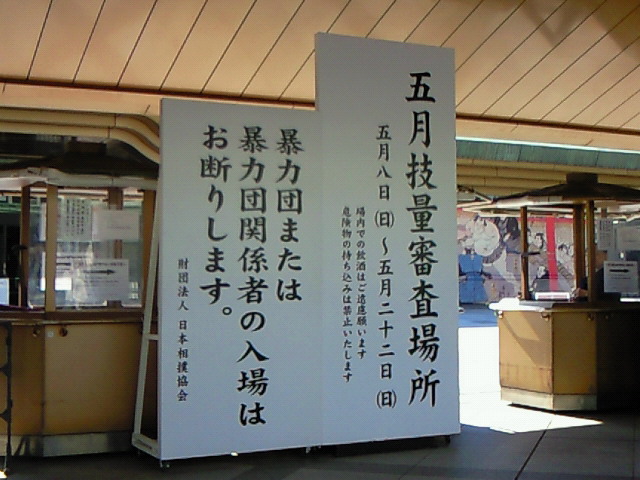 五月技量審査場所
五月八日(日)～五月二十二日(日)
場内での飲酒はご遠慮願います
危険物の持ち込みは禁止いたします
暴力団または
暴力団関係者の入場は
お断りします。
財団法人 日本相撲協会